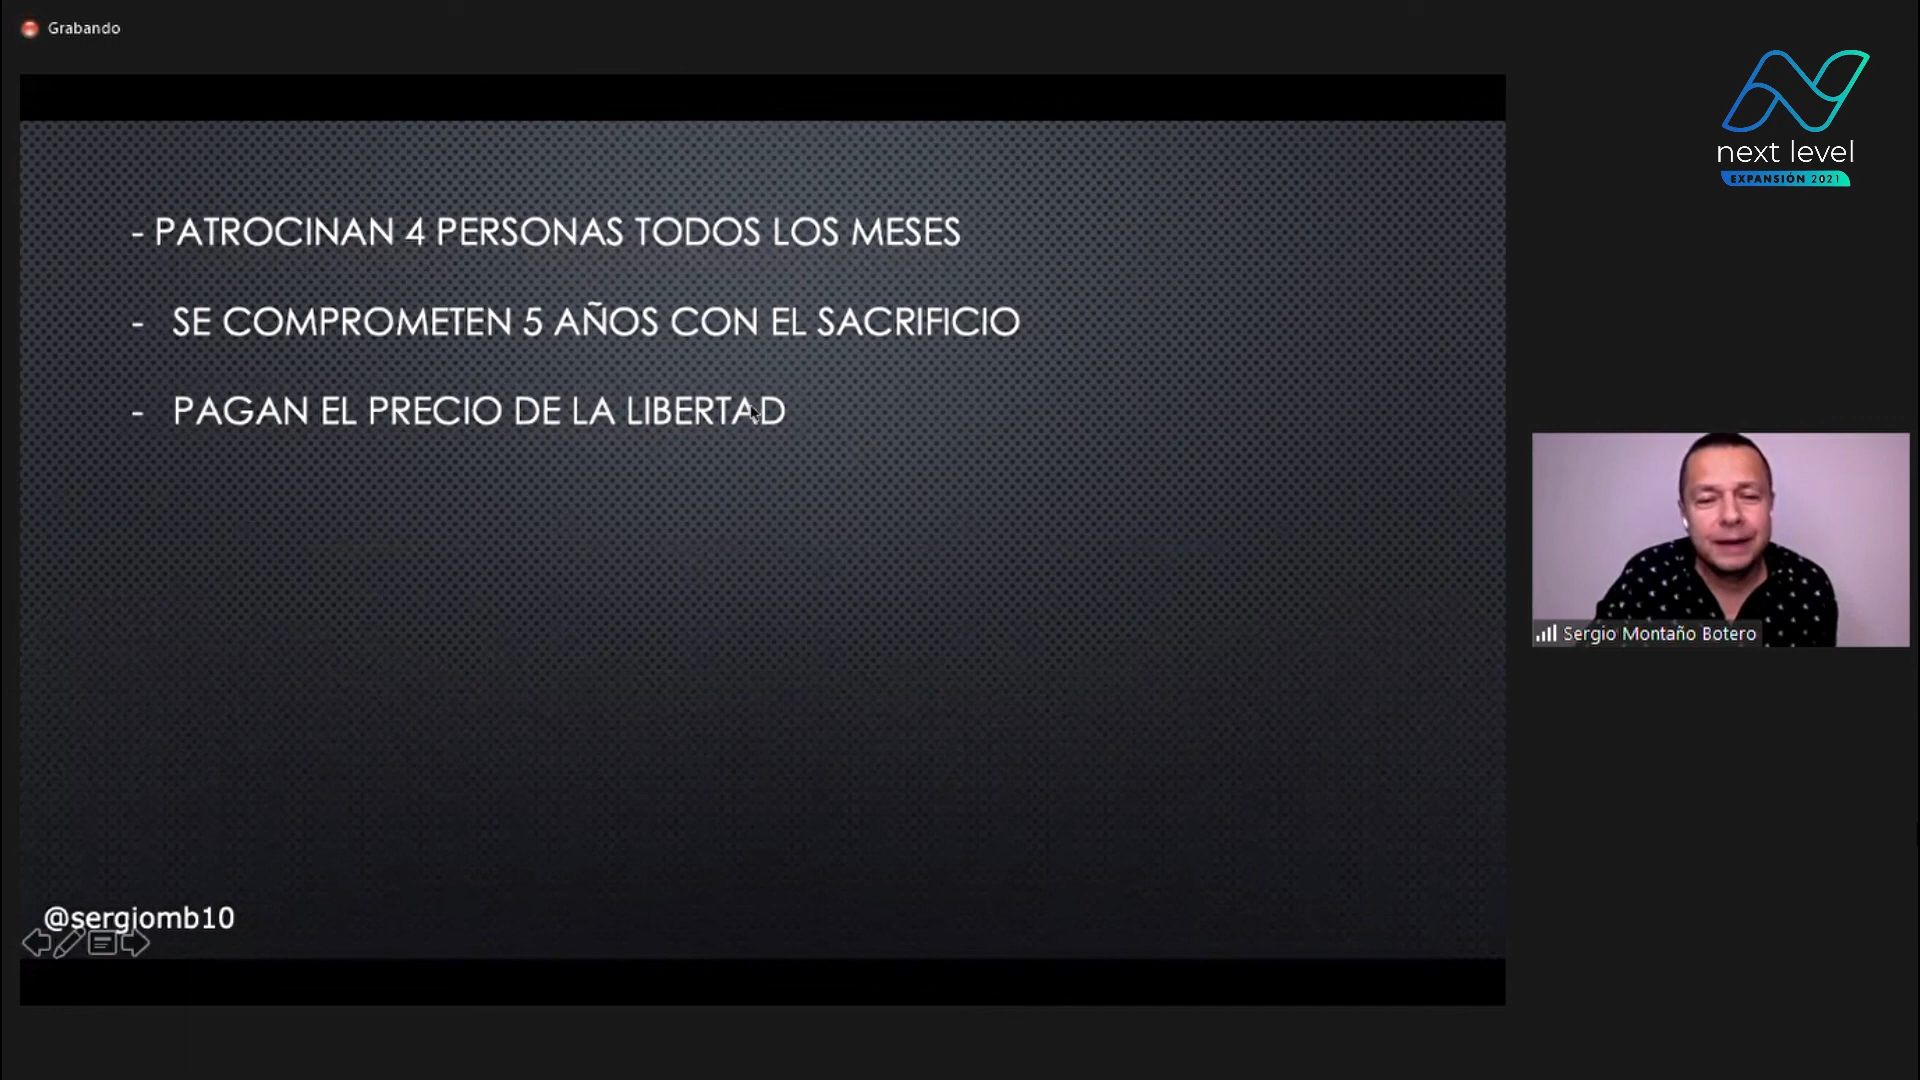 Grabando
next level
EXPANSIÓN 2021
- PATROCINAN 4 PERSONAS TODOS LOS MESES
- SE COMPROMETEN 5 AÑOS CON EL SACRIFICIO
- PAGAN EL PRECIO DE LA LIBERTAD
Sergio Montaño Botero
@sergiomb10